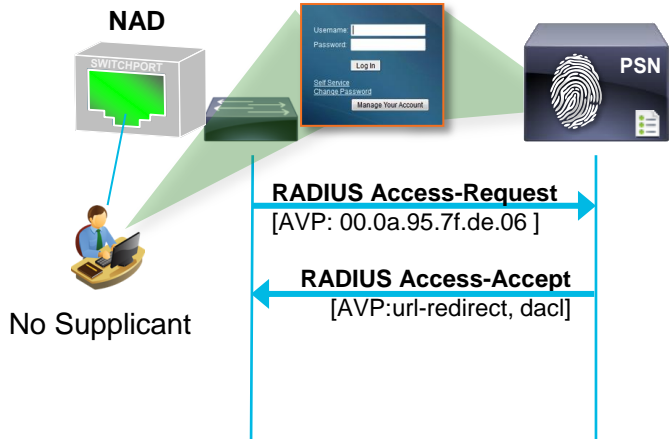 NAD
SWITCHPORT
Username:
Password:
Log In
Self Service
Change Password
Manage Your Account
PSN
RADIUS Access-Request
[AVP: 00.0a.95.7f.de.06 ]
RADIUS Access-Accept
[AVP:url-redirect, dacl]
No Supplicant